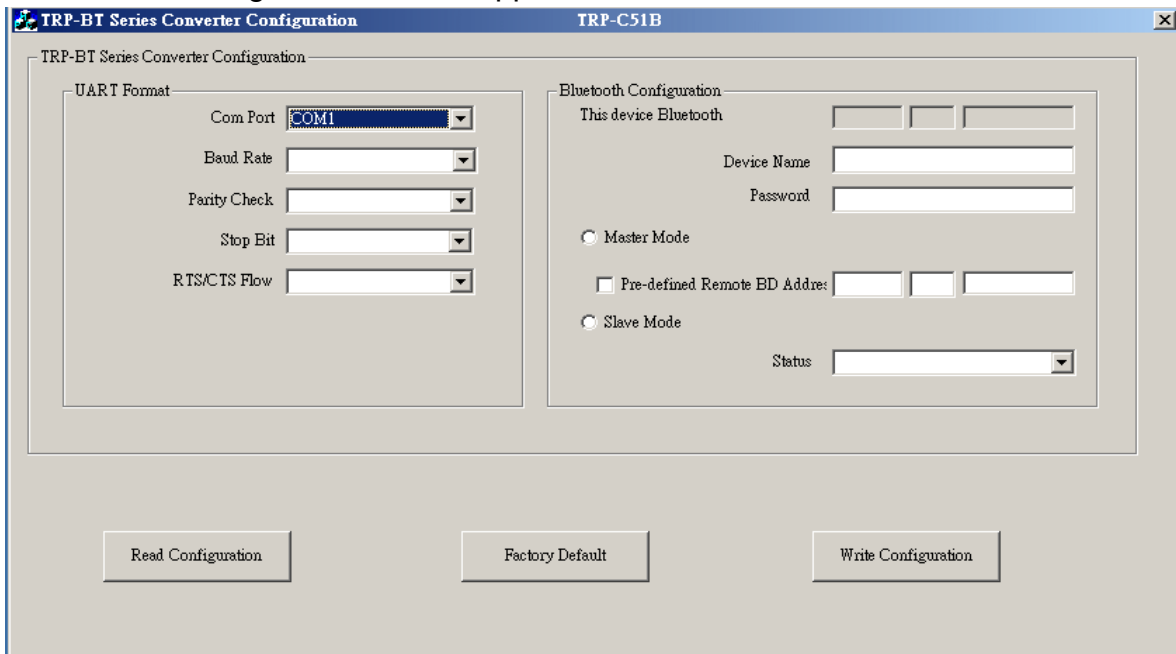 TRP-BT Series Converter Configuration TRP-C51B
TRP-BT Series Converter Configuration
UART Format
Com Port COM1
Baud Rate
Parity Check
Stop Bit
RTS/CTS Flow
Bluetooth Configuration
This device Bluetooth
Device Name
Password
Master Mode
Pre-defined Remote BD Addres
Slave Mode
Status
Read Configuration Factory Default Write Configuration